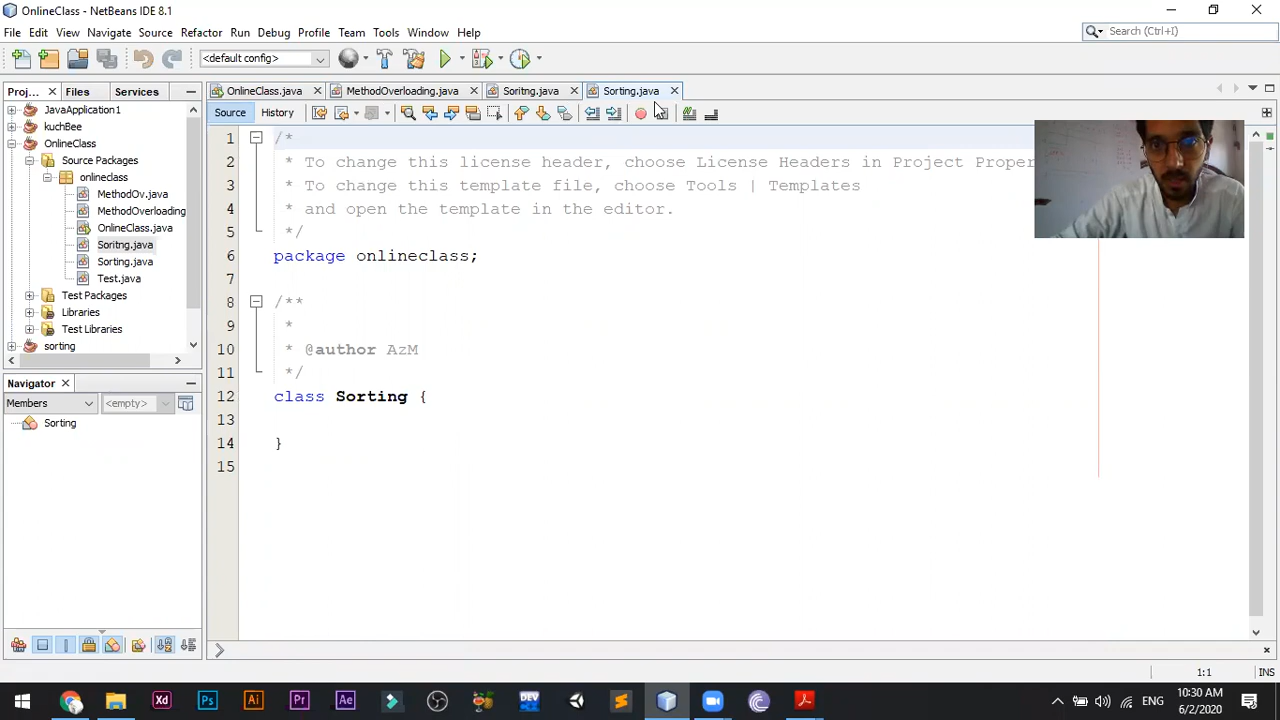 OnlineClass - NetBeans IDE 8.1
File Edit View Navigate Source Refactor Run Debug Profile Team Tools Window Help
Search (Ctrl+I)
<default config>
Proj... Files Services
OnlineClass.java MethodOverloading.java Soritng.java Sorting.java
Source History
JavaApplication1
kuchBee
OnlineClass
Source Packages
onlineclass
MethodOv.java
MethodOverloading
OnlineClass.java
Soritng.java
Sorting.java
Test.java
Test Packages
Libraries
Test Libraries
sorting
Navigator
Members <empty>
Sorting
1 /*
2 * To change this license header, choose License Headers in Project Proper
3 * To change this template file, choose Tools | Templates
4 * and open the template in the editor.
5 */
6 package onlineclass;
7
8 /**
9 *
10 * @author AzM
11 */
12 class Sorting {
13
14 }
15
1:1 INS
Xd Ps Ai Pr Ae DEV ENG
10:30 AM
6/2/2020